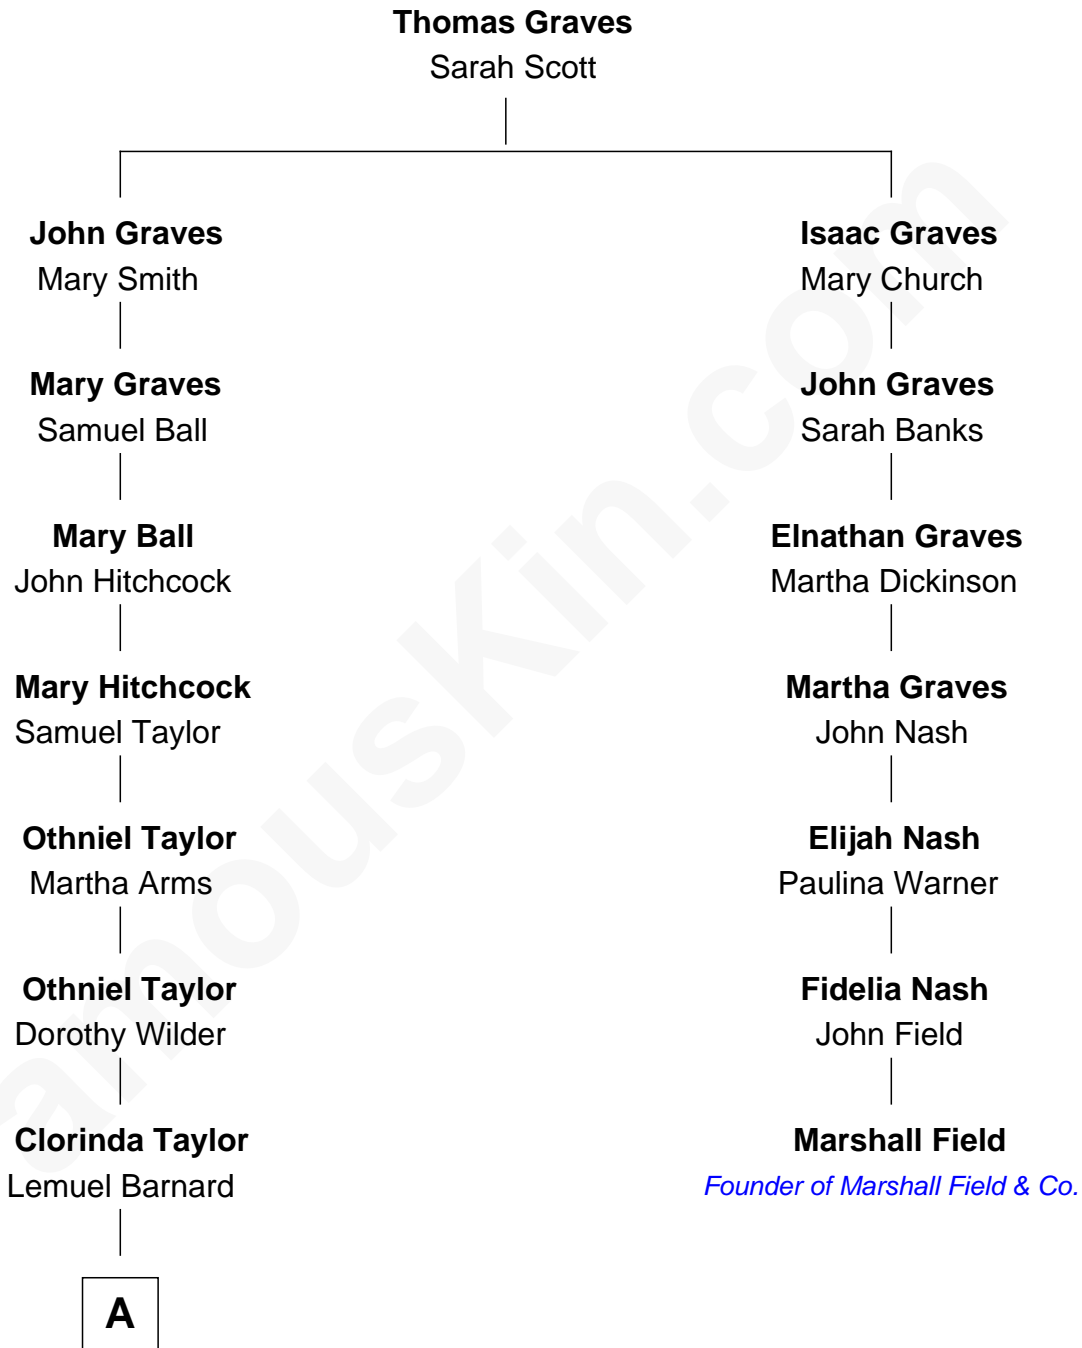 Thomas Graves
Sarah Scott
John Graves
Mary Smith
Isaac Graves
Mary Church
Mary Graves
Samuel Ball
John Graves
Sarah Banks
Mary Ball
John Hitchcock
Elnathan Graves
Martha Dickinson
Mary Hitchcock
Samuel Taylor
Martha Graves
John Nash
Othniel Taylor
Martha Arms
Elijah Nash
Paulina Warner
Othniel Taylor
Dorothy Wilder
Fidelia Nash
John Field
Clorinda Taylor
Lemuel Barnard
Marshall Field
Founder of Marshall Field & Co.
A
amousKin.com